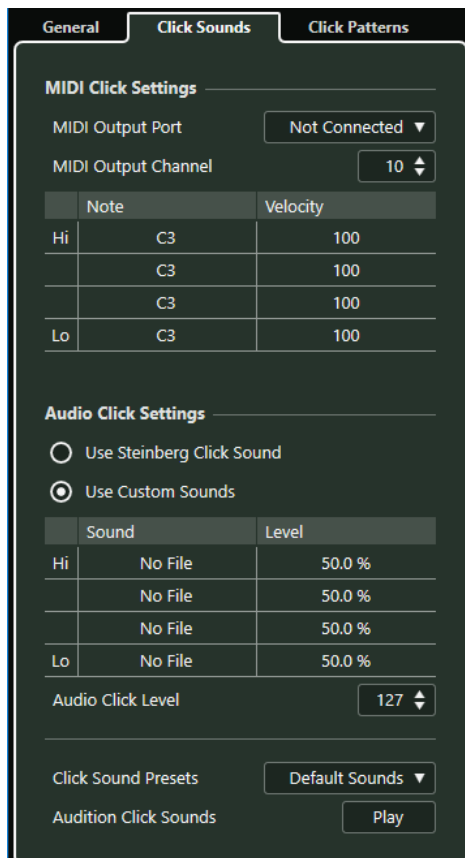 General Click Sounds Click Patterns
MIDI Click Settings
MIDI Output Port Not Connected
MIDI Output Channel 10
Note Velocity
Hi C3 100
C3 100
C3 100
Lo C3 100
Audio Click Settings
Use Steinberg Click Sound
Use Custom Sounds
Sound Level
Hi No File 50.0 %
No File 50.0 %
No File 50.0 %
Lo No File 50.0 %
Audio Click Level 127
Click Sound Presets Default Sounds
Audition Click Sounds Play